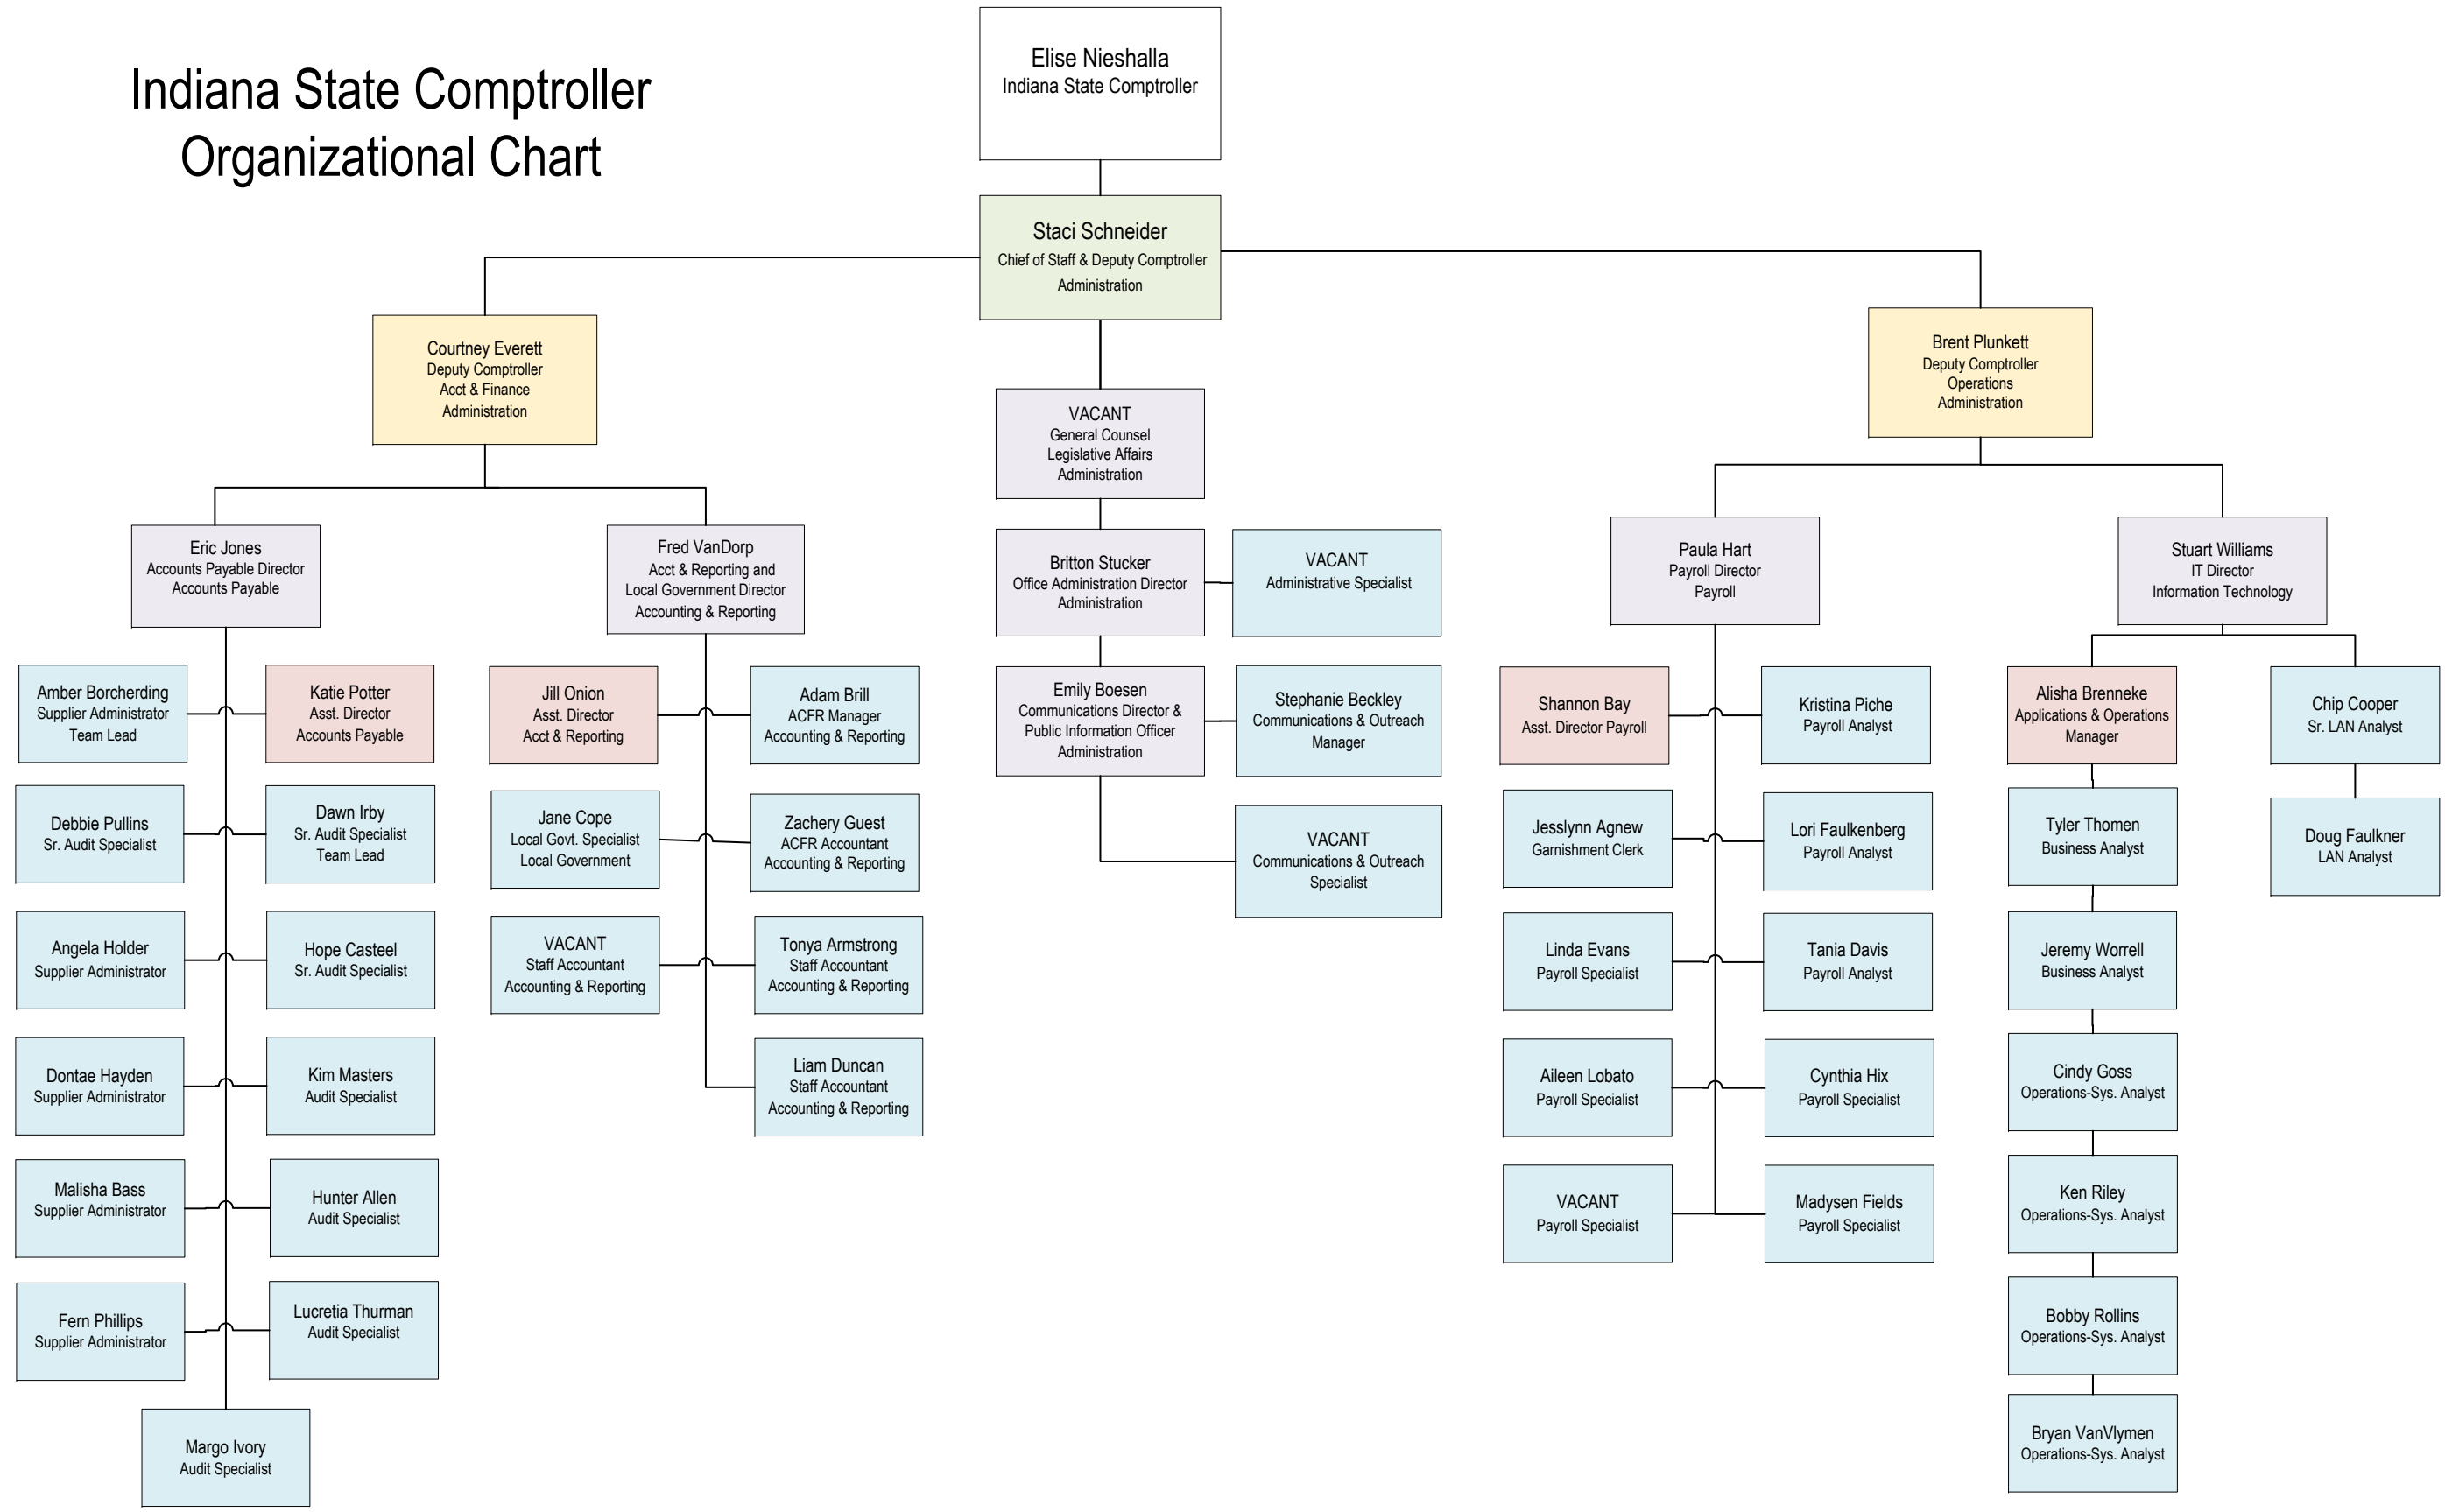 Indiana State Comptroller
Organizational Chart
Elise Nieshalla
Indiana State Comptroller
Staci Schneider
Chief of Staff & Deputy Comptroller
Administration
Courtney Everett
Deputy Comptroller
Acct & Finance
Administration
Brent Plunkett
Deputy Comptroller
Operations
Administration
VACANT
General Counsel
Legislative Affairs
Administration
Eric Jones
Accounts Payable Director
Accounts Payable
Fred VanDorp
Acct & Reporting and
Local Government Director
Accounting & Reporting
Britton Stucker
Office Administration Director
Administration
VACANT
Administrative Specialist
Paula Hart
Payroll Director
Payroll
Stuart Williams
IT Director
Information Technology
Amber Borcherding
Supplier Administrator
Team Lead
Katie Potter
Asst. Director
Accounts Payable
Jill Onion
Asst. Director
Acct & Reporting
Adam Brill
ACFR Manager
Accounting & Reporting
Emily Boesen
Communications Director &
Public Information Officer
Administration
Stephanie Beckley
Communications & Outreach
Manager
Shannon Bay
Asst. Director Payroll
Kristina Piche
Payroll Analyst
Alisha Brenneke
Applications & Operations
Manager
Chip Cooper
Sr. LAN Analyst
Debbie Pullins
Sr. Audit Specialist
Dawn Irby
Sr. Audit Specialist
Team Lead
Jane Cope
Local Govt. Specialist
Local Government
Zachery Guest
ACFR Accountant
Accounting & Reporting
VACANT
Communications & Outreach
Specialist
Jesslynn Agnew
Garnishment Clerk
Lori Faulkenberg
Payroll Analyst
Tyler Thomen
Business Analyst
Doug Faulkner
LAN Analyst
Angela Holder
Supplier Administrator
Hope Casteel
Sr. Audit Specialist
VACANT
Staff Accountant
Accounting & Reporting
Tonya Armstrong
Staff Accountant
Accounting & Reporting
Linda Evans
Payroll Specialist
Tania Davis
Payroll Analyst
Jeremy Worrell
Business Analyst
Dontae Hayden
Supplier Administrator
Kim Masters
Audit Specialist
Liam Duncan
Staff Accountant
Accounting & Reporting
Aileen Lobato
Payroll Specialist
Cynthia Hix
Payroll Specialist
Cindy Goss
Operations-Sys. Analyst
Malisha Bass
Supplier Administrator
Hunter Allen
Audit Specialist
VACANT
Payroll Specialist
Madysen Fields
Payroll Specialist
Ken Riley
Operations-Sys. Analyst
Fern Phillips
Supplier Administrator
Lucretia Thurman
Audit Specialist
Bobby Rollins
Operations-Sys. Analyst
Margo Ivory
Audit Specialist
Bryan VanVlymen
Operations-Sys. Analyst